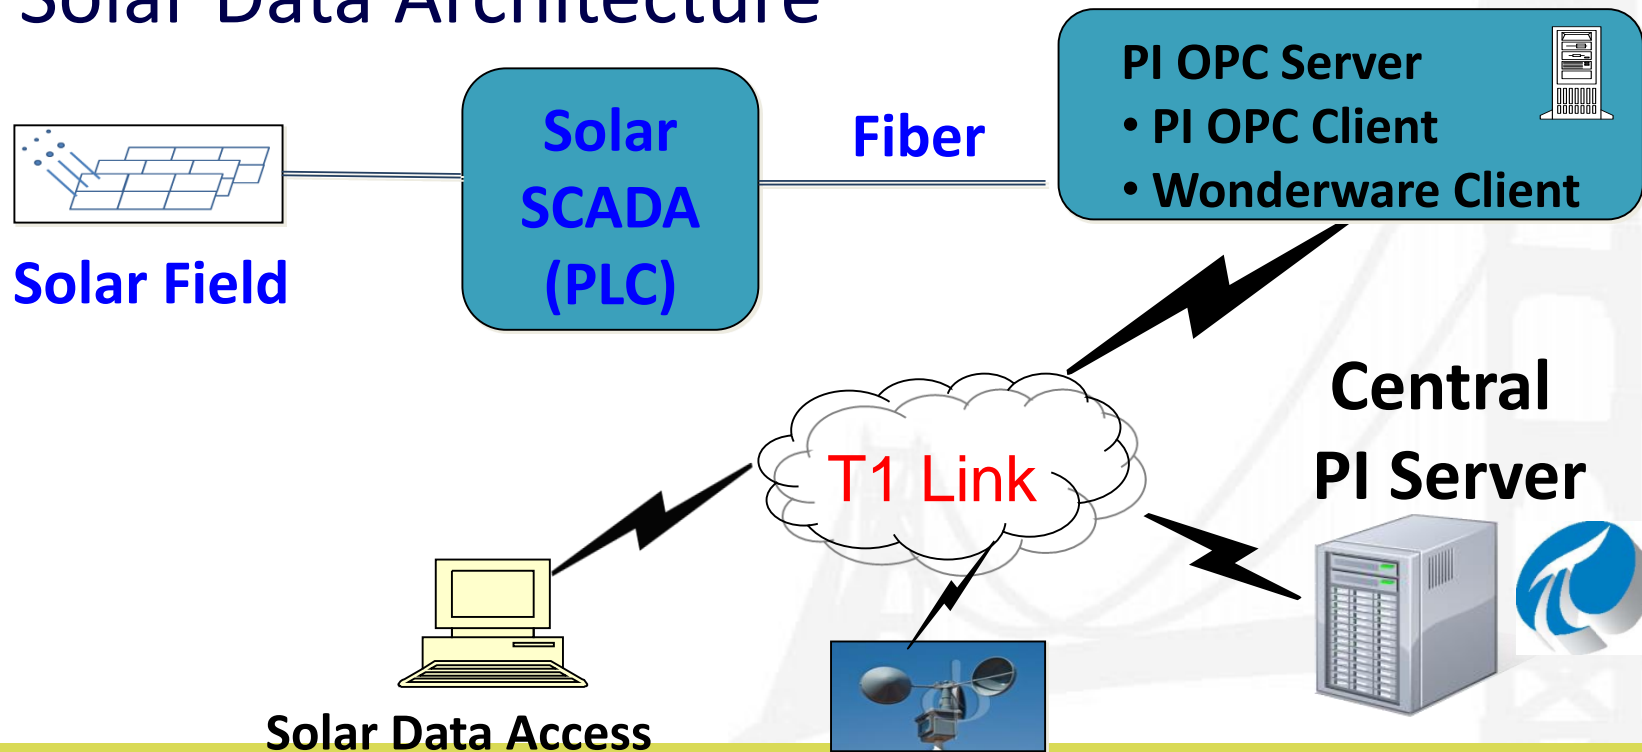 Solar Data Architecture
Solar
SCADA
(PLC)
Fiber
PI OPC Server
• PI OPC Client
• Wonderware Client
Solar Field
T1 Link
Central
PI Server
Solar Data Access